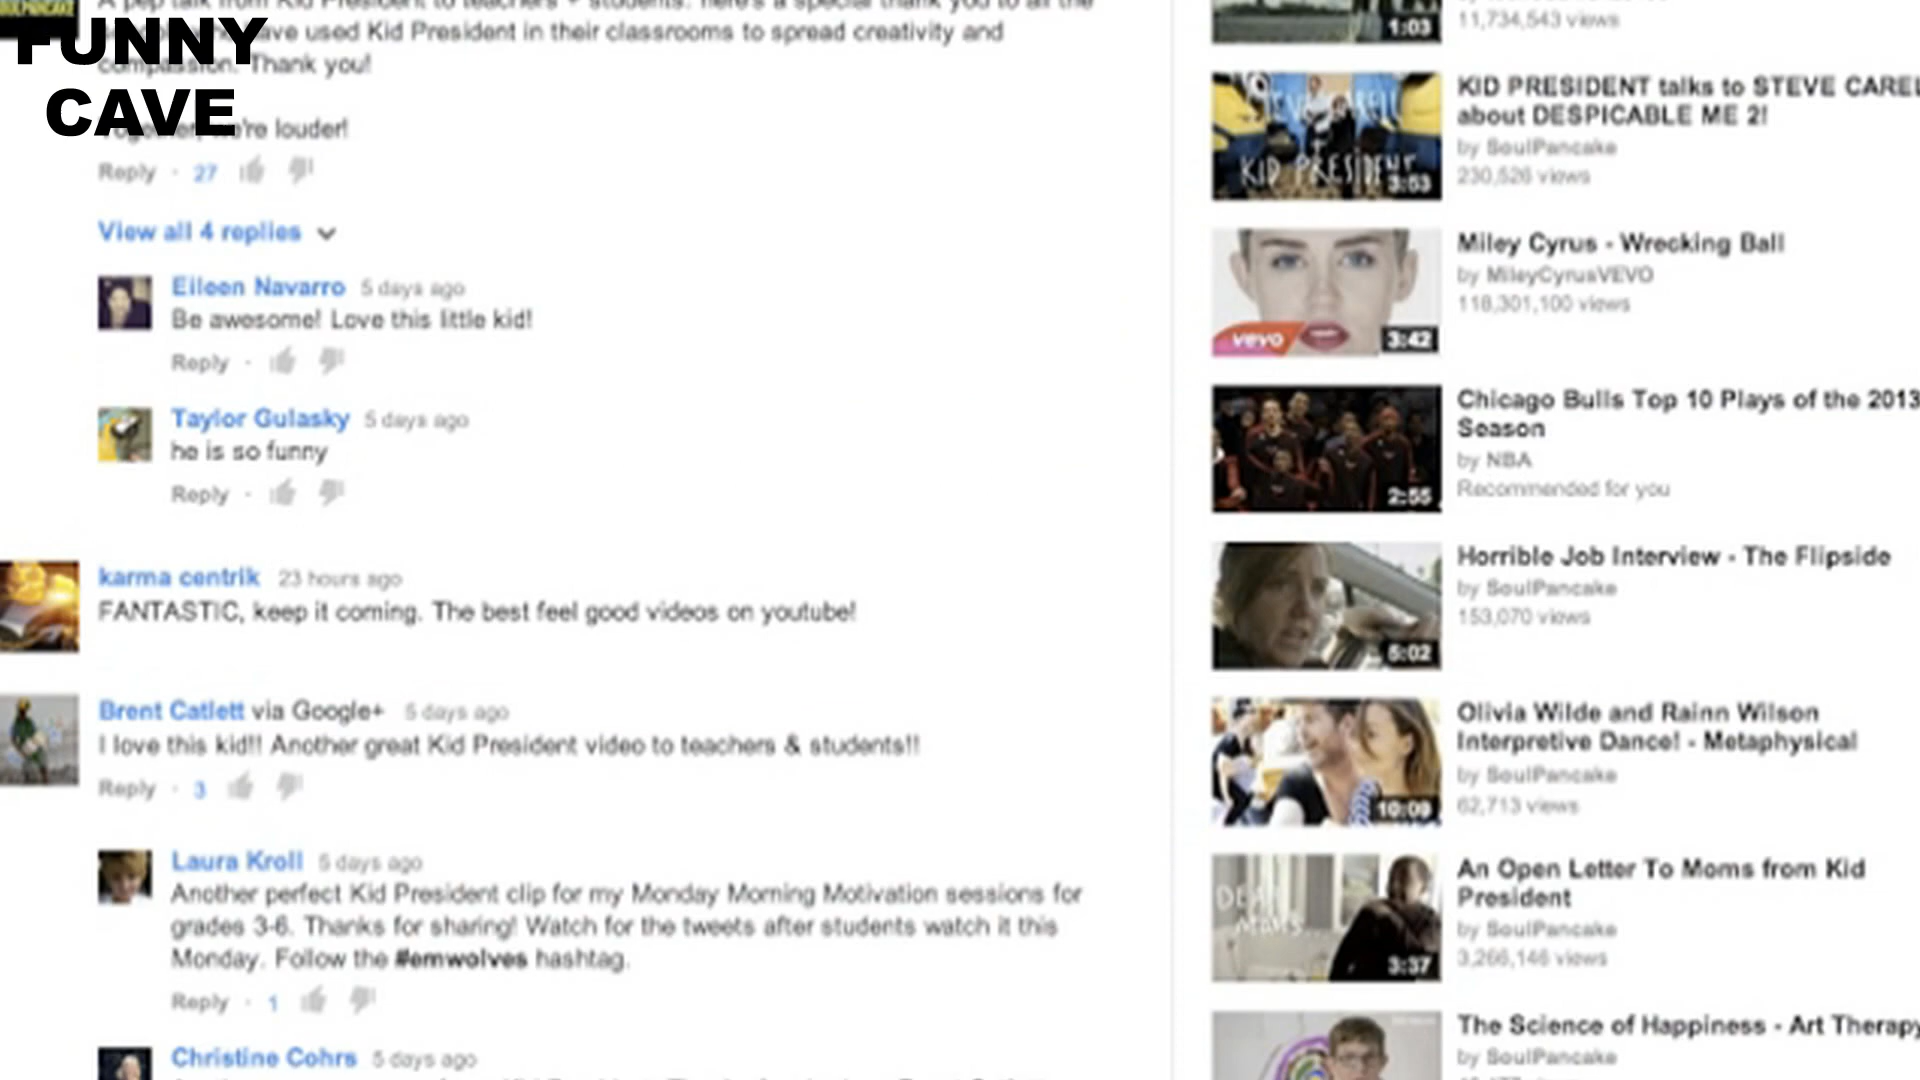 A pep talk from Kid President to teachers + students. Here's a special thank you to all the
have used Kid President in their classrooms to spread creativity and
compassion. Thank you!
FUNNY
CAVE
Together, we're louder!
Reply · 27
View all 4 replies
Eileen Navarro 5 days ago
Be awesome! Love this little kid!
Reply ·
Taylor Gulasky 5 days ago
he is so funny
Reply ·
karma centrik 23 hours ago
FANTASTIC, keep it coming. The best feel good videos on youtube!
Brent Catlett via Google+ 5 days ago
I love this kid!! Another great Kid President video to teachers & students!!
Reply · 3
Laura Kroll 5 days ago
Another perfect Kid President clip for my Monday Morning Motivation sessions for
grades 3-6. Thanks for sharing! Watch for the tweets after students watch it this
Monday. Follow the #emwolves hashtag.
Reply · 1
Christine Cohrs 5 days ago
1:03
11,734,543 views
KID PRESIDENT
3:53
KID PRESIDENT talks to STEVE CAREL
about DESPICABLE ME 2!
by SoulPancake
230,526 views
vevo
3:42
Miley Cyrus - Wrecking Ball
by MileyCyrusVEVO
118,301,100 views
2:55
Chicago Bulls Top 10 Plays of the 2013
Season
by NBA
Recommended for you
5:02
Horrible Job Interview - The Flipside
by SoulPancake
153,070 views
10:09
Olivia Wilde and Rainn Wilson
Interpretive Dance! - Metaphysical
by SoulPancake
62,713 views
DEAR
MOMS
3:37
An Open Letter To Moms from Kid
President
by SoulPancake
3,266,146 views
The Science of Happiness - Art Therapy
by SoulPancake